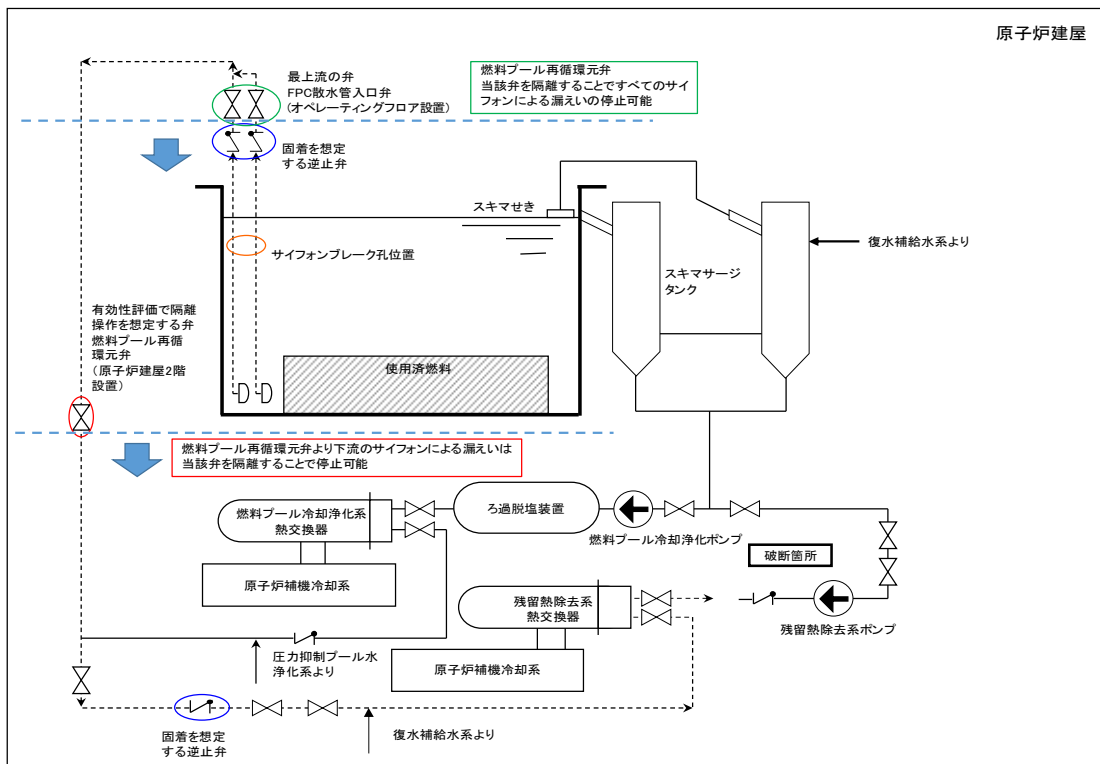 原子炉建屋
最上流の弁
FPC散水管入口弁
(オペレーティングフロア設置)
燃料プール再循環元弁
当該弁を隔離することですべてのサイ
フォンによる漏えいの停止可能
固着を想定
する逆止弁
スキマせき
サイフォンブレーク孔位置
復水補給水系より
スキマサージ
タンク
有効性評価で隔離
操作を想定する弁
燃料プール再循
環元弁
(原子炉建屋2階
設置)
使用済燃料
燃料プール再循環元弁より下流のサイフォンによる漏えいは
当該弁を隔離することで停止可能
燃料プール冷却浄化系
熱交換器
ろ過脱塩装置
燃料プール冷却浄化ポンプ
原子炉補機冷却系
破断箇所
残留熱除去系
熱交換器
残留熱除去系ポンプ
圧力抑制プール水
浄化系より
原子炉補機冷却系
固着を想定
する逆止弁
復水補給水系より